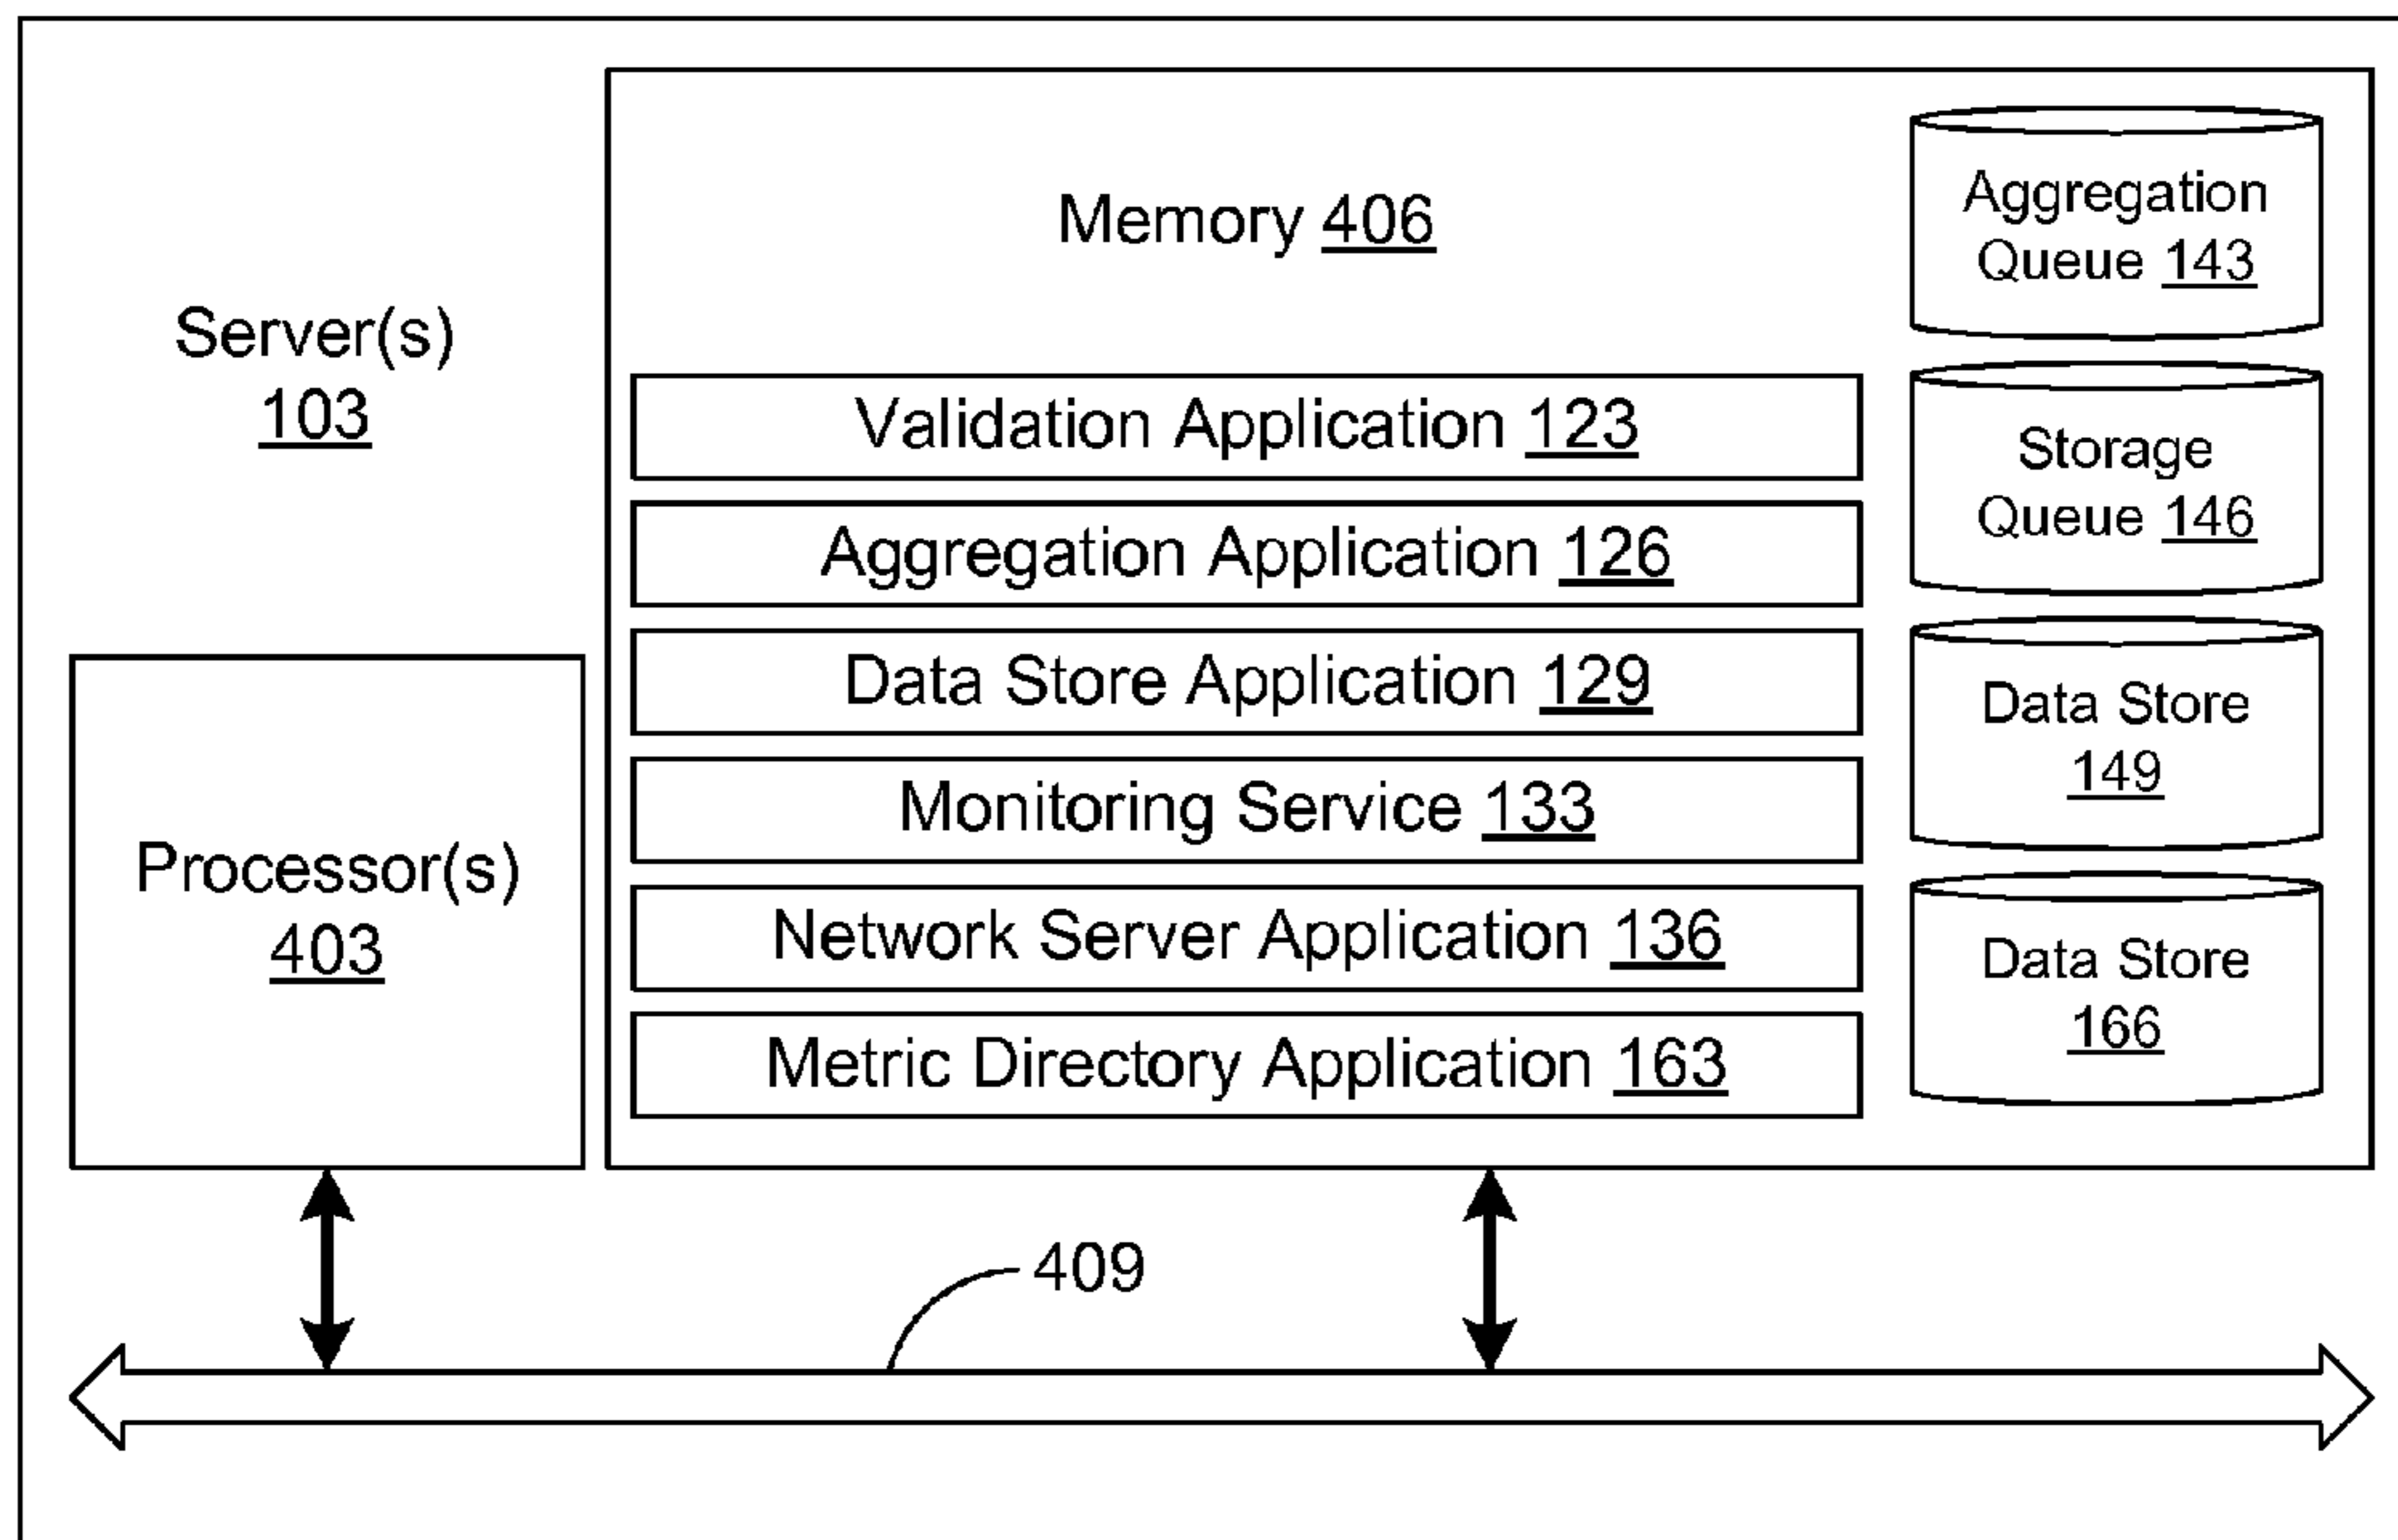 Server(s)
103
Processor(s)
403
Memory 406
Validation Application 123
Aggregation Application 126
Data Store Application 129
Monitoring Service 133
Network Server Application 136
Metric Directory Application 163
Aggregation
Queue 143
Storage
Queue 146
Data Store
149
Data Store
166
409